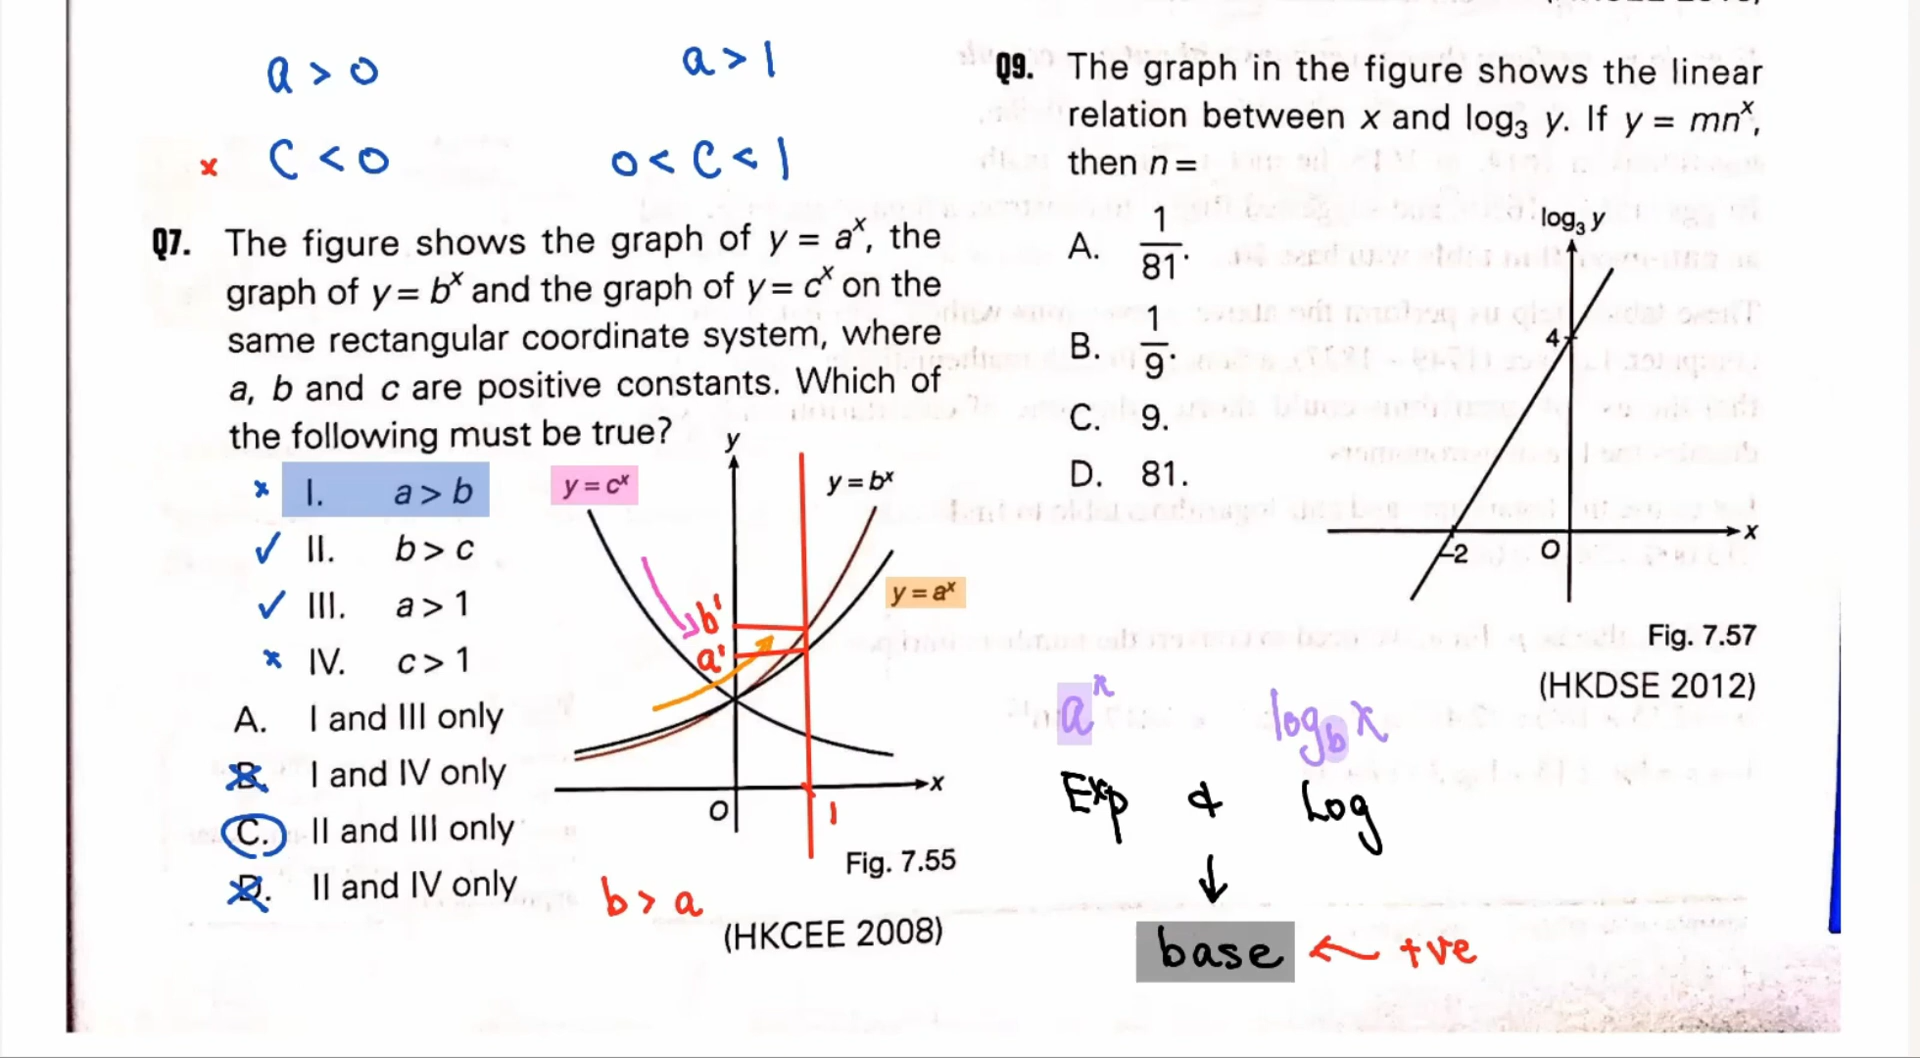 a > 0
a > 1
× C < 0
0 < C < 1
Q7. The figure shows the graph of y = aˣ, the
graph of y = bˣ and the graph of y = cˣ on the
same rectangular coordinate system, where
a, b and c are positive constants. Which of
the following must be true?
× I. a > b
✓ II. b > c
✓ III. a > 1
× IV. c > 1
A. I and III only
B. I and IV only
C. II and III only
D. II and IV only
y
y = cˣ
y = bˣ
y = aˣ
b'
a'
x
O
1
Fig. 7.55
b > a
(HKCEE 2008)
Q9. The graph in the figure shows the linear
relation between x and log₃ y. If y = mnˣ,
then n =
A. 1/81.
B. 1/9.
C. 9.
D. 81.
log₃ y
4
x
-2
O
Fig. 7.57
(HKDSE 2012)
aˣ
log_b x
Exp & Log
↓
base ← +ve